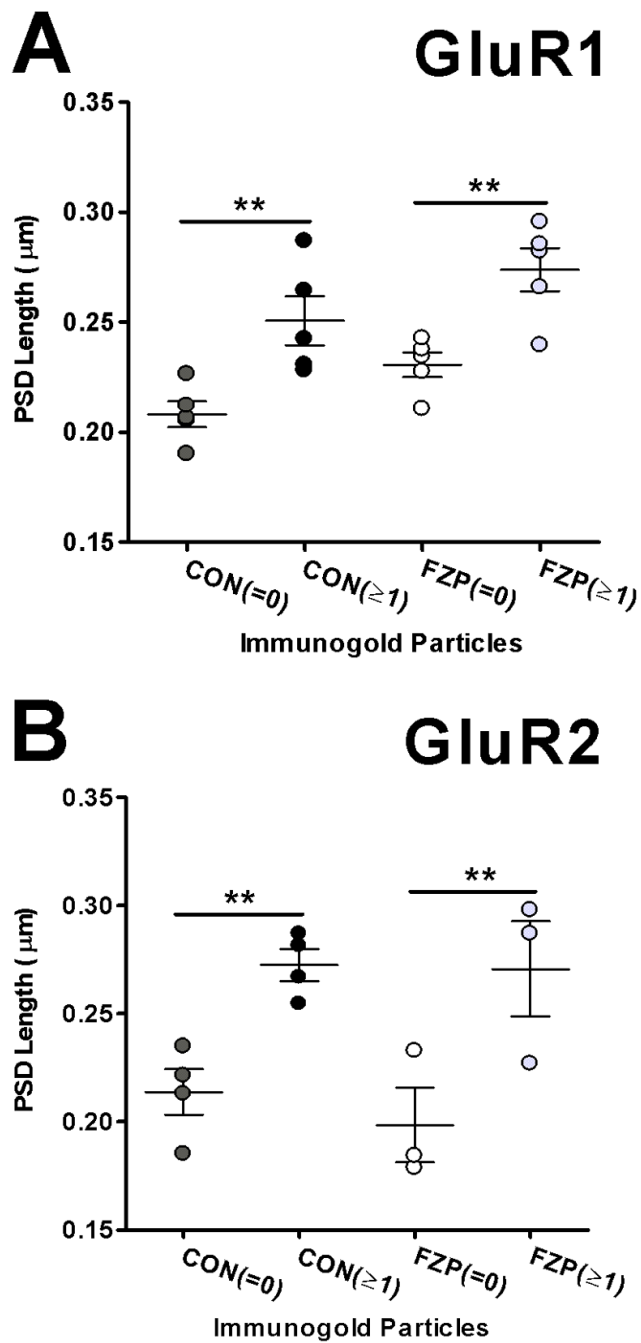 A GluR1
0.35
0.30
0.25
0.20
0.15
PSD Length ( μm)
**
**
CON(=0)
CON(≥1)
FZP(=0)
FZP(≥1)
Immunogold Particles
B GluR2
0.35
0.30
0.25
0.20
0.15
PSD Length ( μm)
**
**
CON(=0)
CON(≥1)
FZP(=0)
FZP(≥1)
Immunogold Particles